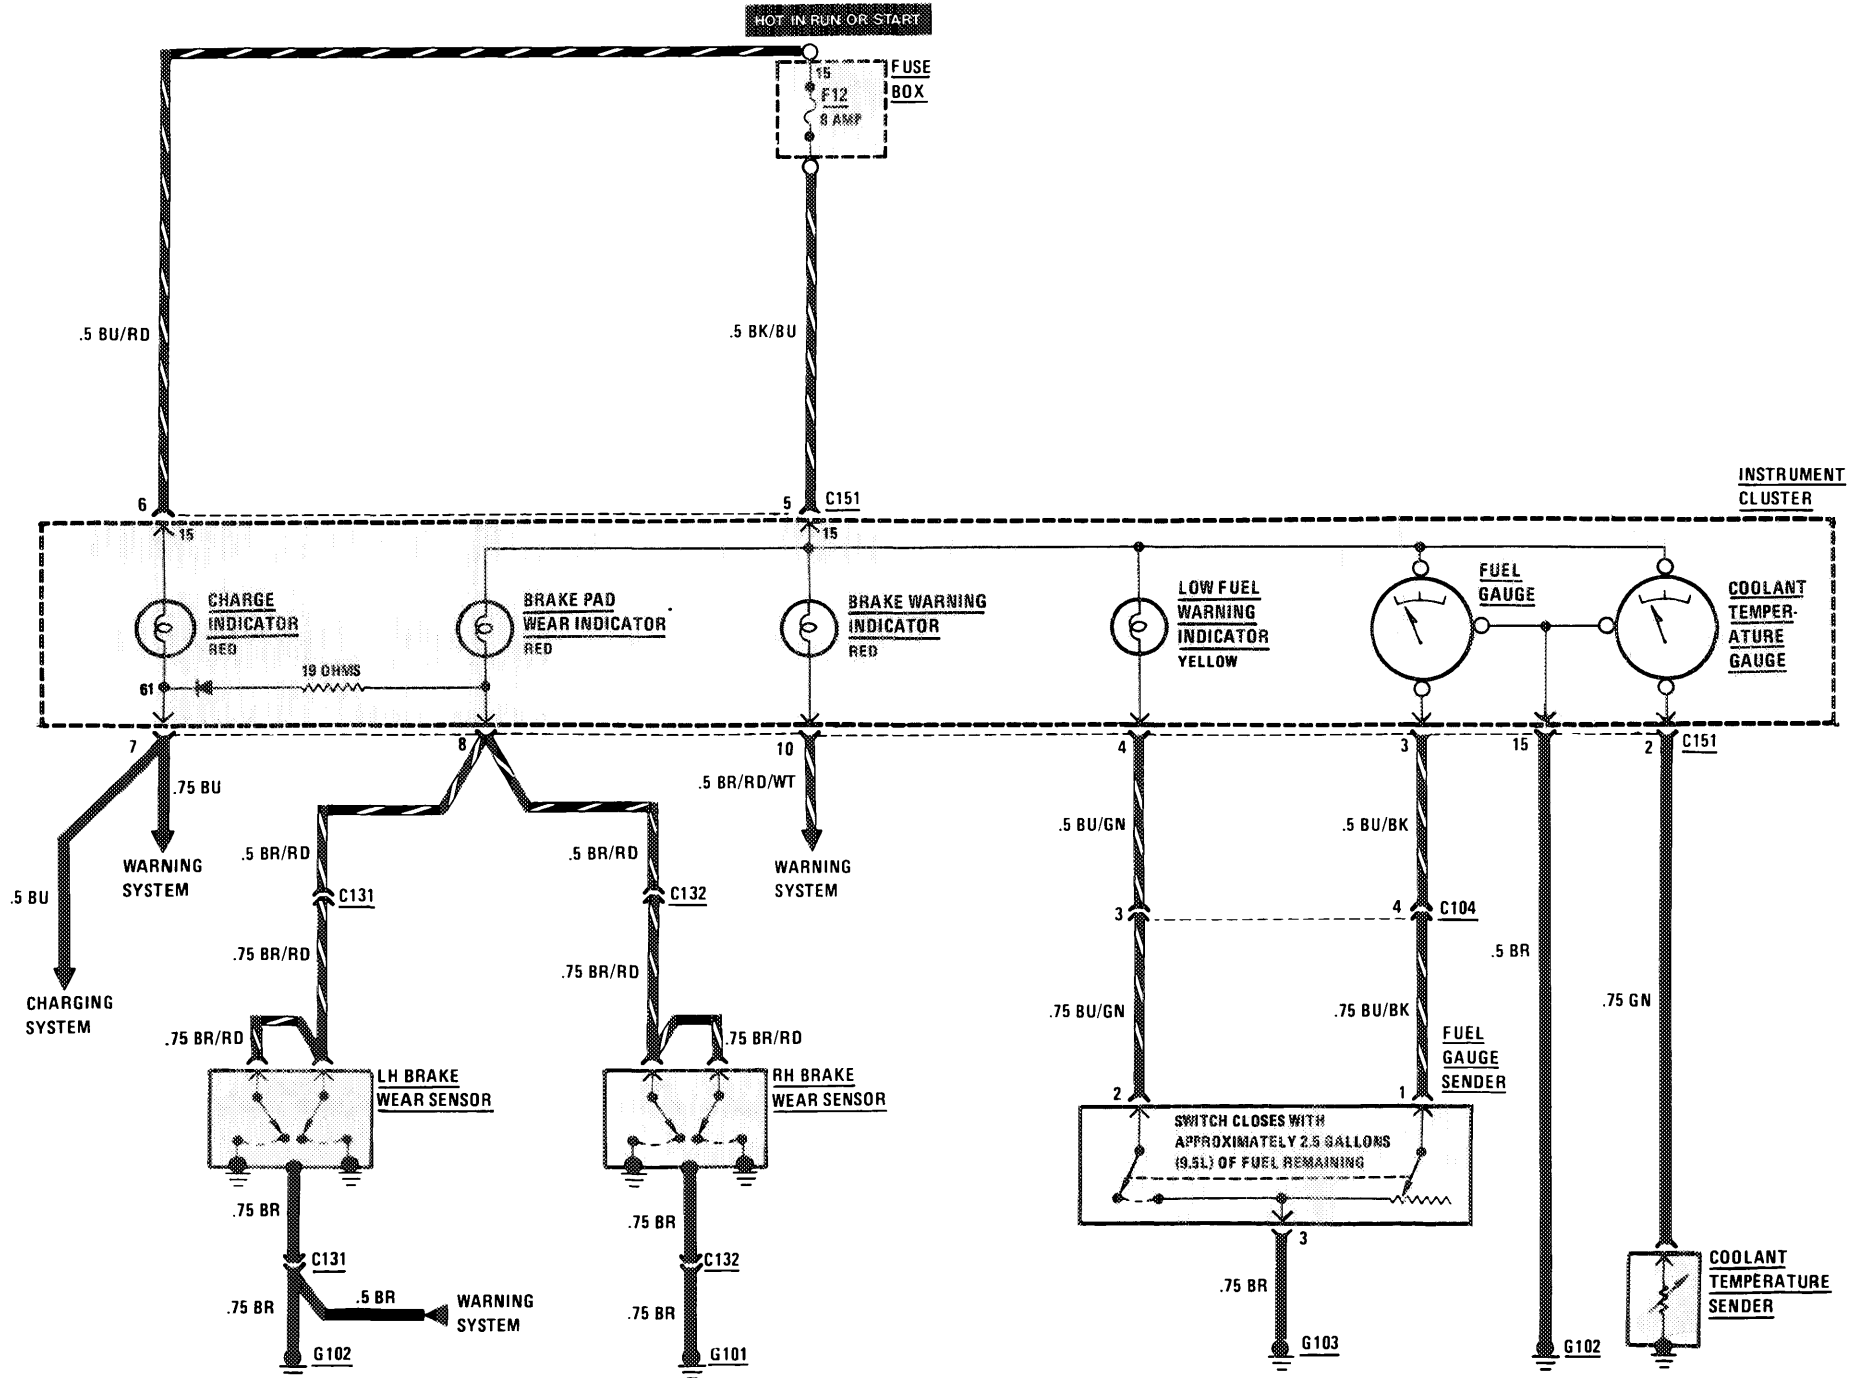 HOT IN RUN OR START
FUSE
BOX
15
F12
8 AMP
.5 BU/RD
.5 BK/BU
INSTRUMENT
CLUSTER
6
5
C151
15
15
CHARGE
INDICATOR
RED
BRAKE PAD
WEAR INDICATOR
RED
BRAKE WARNING
INDICATOR
RED
LOW FUEL
WARNING
INDICATOR
YELLOW
FUEL
GAUGE
COOLANT
TEMPER-
ATURE
GAUGE
61
19 OHMS
7
8
10
4
3
15
2
C151
.75 BU
.5 BR/RD/WT
WARNING
SYSTEM
.5 BU
.5 BR/RD
.5 BR/RD
WARNING
SYSTEM
.5 BU/GN
.5 BU/BK
C131
C132
3
4
C104
.75 BR/RD
.75 BR/RD
.5 BR
CHARGING
SYSTEM
.75 GN
.75 BU/GN
.75 BU/BK
.75 BR/RD
.75 BR/RD
FUEL
GAUGE
SENDER
LH BRAKE
WEAR SENSOR
RH BRAKE
WEAR SENSOR
2
1
SWITCH CLOSES WITH
APPROXIMATELY 2.5 GALLONS
(9.5L) OF FUEL REMAINING
.75 BR
.75 BR
3
C131
C132
.75 BR
COOLANT
TEMPERATURE
SENDER
.75 BR
.5 BR
WARNING
SYSTEM
.75 BR
G102
G101
G103
G102